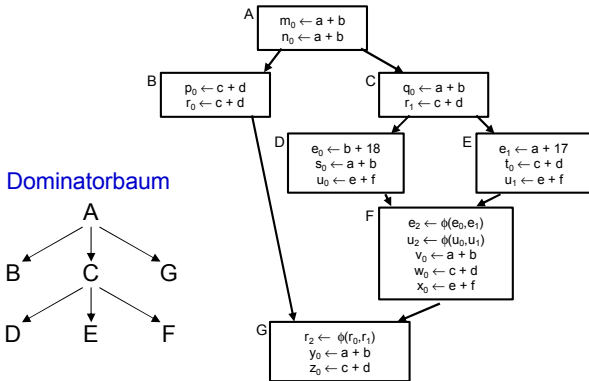 A
m₀ ← a + b
n₀ ← a + b
B
p₀ ← c + d
r₀ ← c + d
C
q₀ ← a + b
r₁ ← c + d
D
e₀ ← b + 18
s₀ ← a + b
u₀ ← e + f
E
e₁ ← a + 17
t₀ ← c + d
u₁ ← e + f
F
e₂ ← ϕ(e₀,e₁)
u₂ ← ϕ(u₀,u₁)
v₀ ← a + b
w₀ ← c + d
x₀ ← e + f
G
r₂ ← ϕ(r₀,r₁)
y₀ ← a + b
z₀ ← c + d
Dominatorbaum
A
B C G
D E F